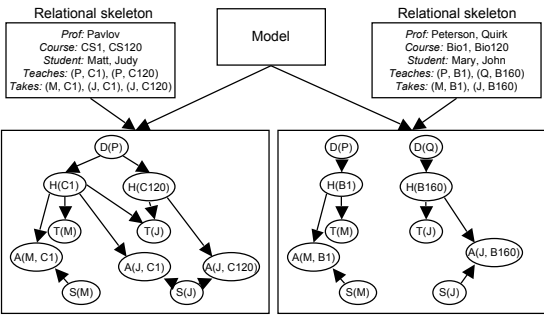 Relational skeleton
Prof: Pavlov
Course: CS1, CS120
Student: Matt, Judy
Teaches: (P, C1), (P, C120)
Takes: (M, C1), (J, C1), (J, C120)
Model
Relational skeleton
Prof: Peterson, Quirk
Course: Bio1, Bio120
Student: Mary, John
Teaches: (P, B1), (Q, B160)
Takes: (M, B1), (J, B160)
D(P)
H(C1)
H(C120)
T(M)
T(J)
A(M, C1)
A(J, C1)
A(J, C120)
S(M)
S(J)
D(P)
D(Q)
H(B1)
H(B160)
T(M)
T(J)
A(M, B1)
A(J, B160)
S(M)
S(J)